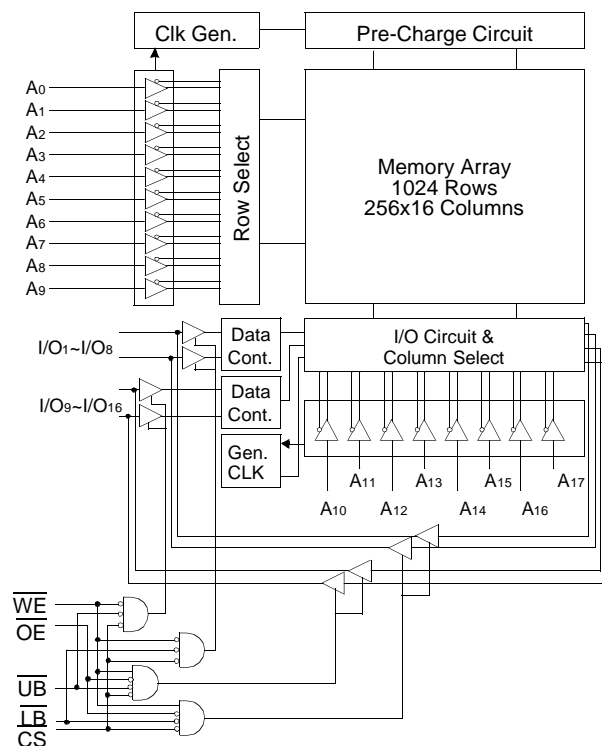 Clk Gen.
Pre-Charge Circuit
A0
A1
A2
A3
A4
A5
A6
A7
A8
A9
Row Select
Memory Array
1024 Rows
256x16 Columns
I/O1~I/O8
Data
Cont.
I/O Circuit &
Column Select
I/O9~I/O16
Data
Cont.
Gen.
CLK
A10
A11
A12
A13
A14
A15
A16
A17
WE
OE
UB
LB
CS